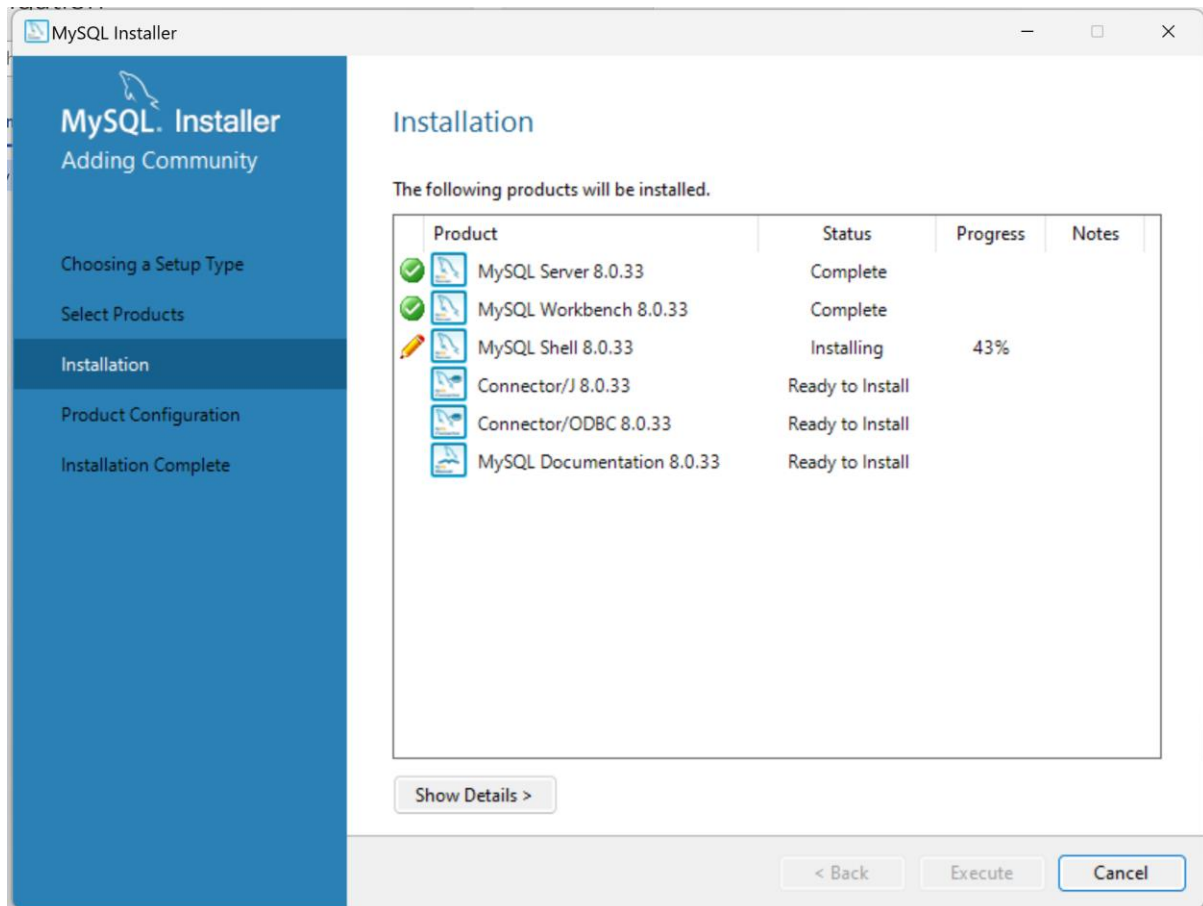 MySQL Installer
MySQL. Installer
Adding Community
Choosing a Setup Type
Select Products
Installation
Product Configuration
Installation Complete
Installation
The following products will be installed.
Product Status Progress Notes
MySQL Server 8.0.33 Complete
MySQL Workbench 8.0.33 Complete
MySQL Shell 8.0.33 Installing 43%
Connector/J 8.0.33 Ready to Install
Connector/ODBC 8.0.33 Ready to Install
MySQL Documentation 8.0.33 Ready to Install
Show Details >
< Back Execute Cancel